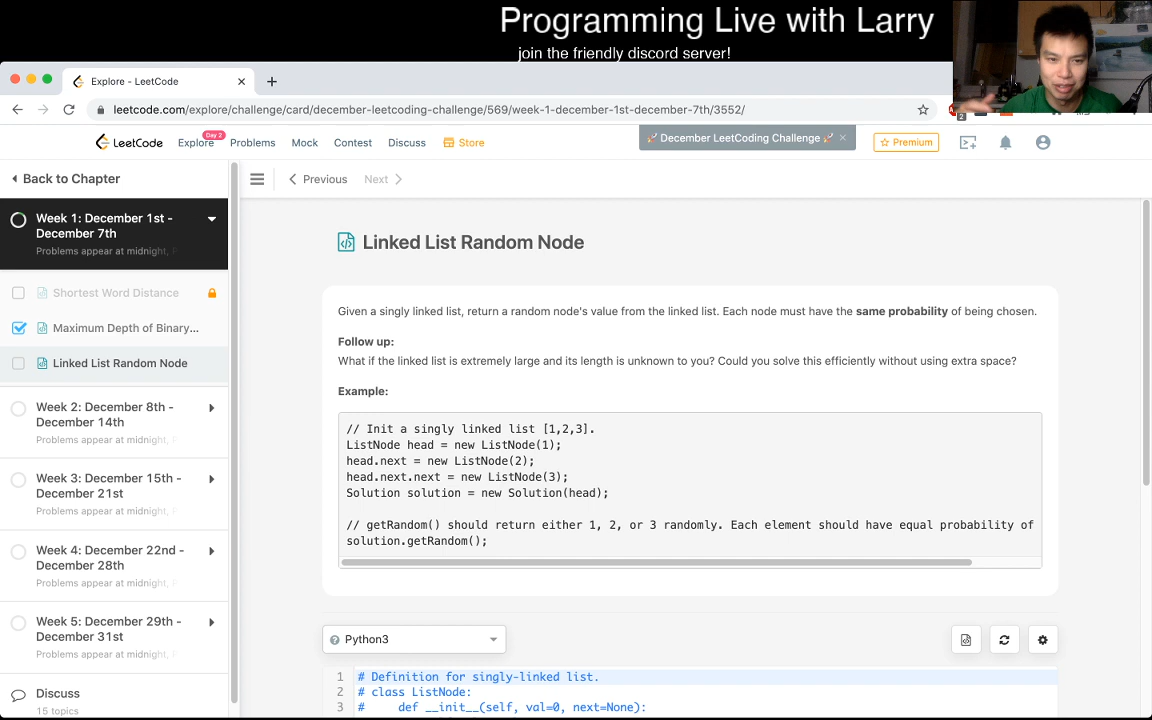 Programming Live with Larry
join the friendly discord server!
Explore - LeetCode
leetcode.com/explore/challenge/card/december-leetcoding-challenge/569/week-1-december-1st-december-7th/3552/
2
LeetCode
Explore
Day 2
Problems
Mock
Contest
Discuss
Store
December LeetCoding Challenge
Premium
Back to Chapter
Previous
Next
Week 1: December 1st -
December 7th
Problems appear at midnight, P
Shortest Word Distance
Maximum Depth of Binary...
Linked List Random Node
Week 2: December 8th -
December 14th
Problems appear at midnight,
Week 3: December 15th -
December 21st
Problems appear at midnight,
Week 4: December 22nd -
December 28th
Problems appear at midnight,
Week 5: December 29th -
December 31st
Problems appear at midnight,
Discuss
15 topics
Linked List Random Node
Given a singly linked list, return a random node's value from the linked list. Each node must have the same probability of being chosen.
Follow up:
What if the linked list is extremely large and its length is unknown to you? Could you solve this efficiently without using extra space?
Example:
// Init a singly linked list [1,2,3].
ListNode head = new ListNode(1);
head.next = new ListNode(2);
head.next.next = new ListNode(3);
Solution solution = new Solution(head);
// getRandom() should return either 1, 2, or 3 randomly. Each element should have equal probability of
solution.getRandom();
Python3
1 # Definition for singly-linked list.
2 # class ListNode:
3 # def __init__(self, val=0, next=None):